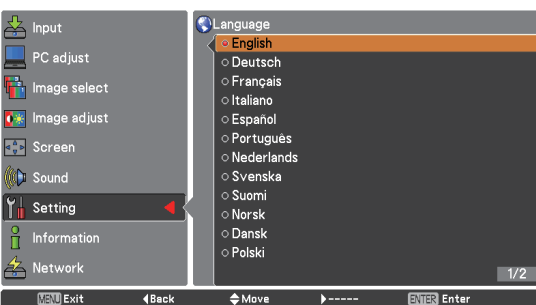 Input
PC adjust
Image select
Image adjust
Screen
Sound
Setting
Information
Network
Language
English
Deutsch
Français
Italiano
Español
Português
Nederlands
Svenska
Suomi
Norsk
Dansk
Polski
1/2
MENU Exit Back Move ----- ENTER Enter